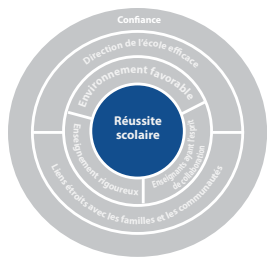 Confiance
Direction de l'école efficace
Environnement favorable
Réussite
scolaire
Enseignement rigoureux
Enseignants ayant l'esprit
de collaboration
Liens étroits avec les familles et les communautés